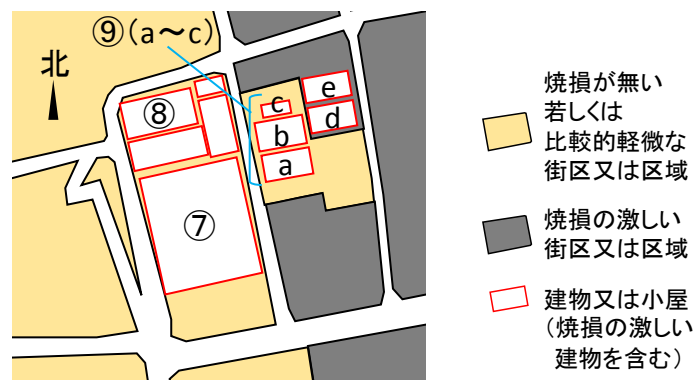 ⑨(a～c)
北
⑧
c
b
a
e
d
⑦
焼損が無い
若しくは
比較的軽微な
街区又は区域
焼損の激しい
街区又は区域
建物又は小屋
(焼損の激しい
建物を含む)